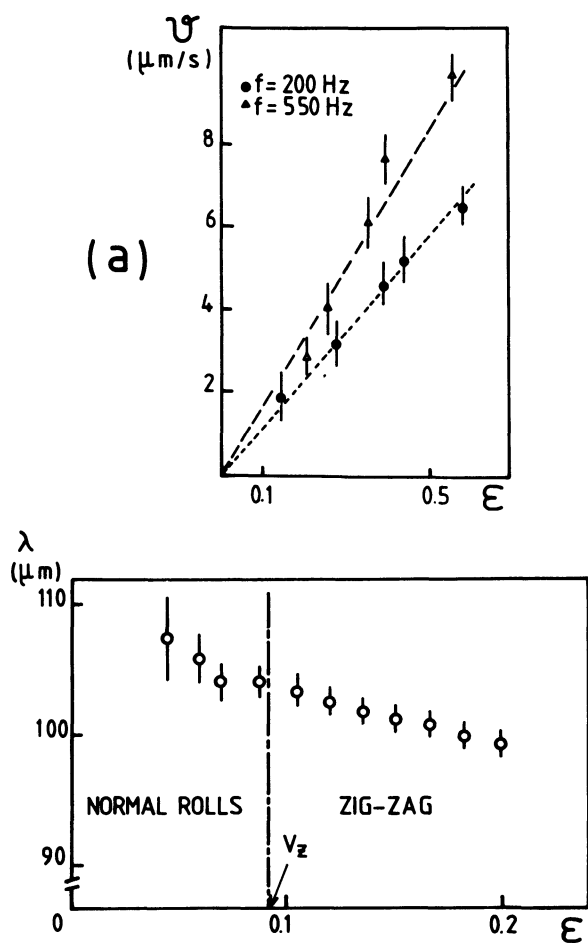 υ
(μm/s)
● f = 200 Hz
▲ f = 550 Hz
8
6
(a)
4
2
0.1 0.5 ε
λ
(μm)
110
100
NORMAL ROLLS ZIG-ZAG
Vz
90
0 0.1 0.2 ε